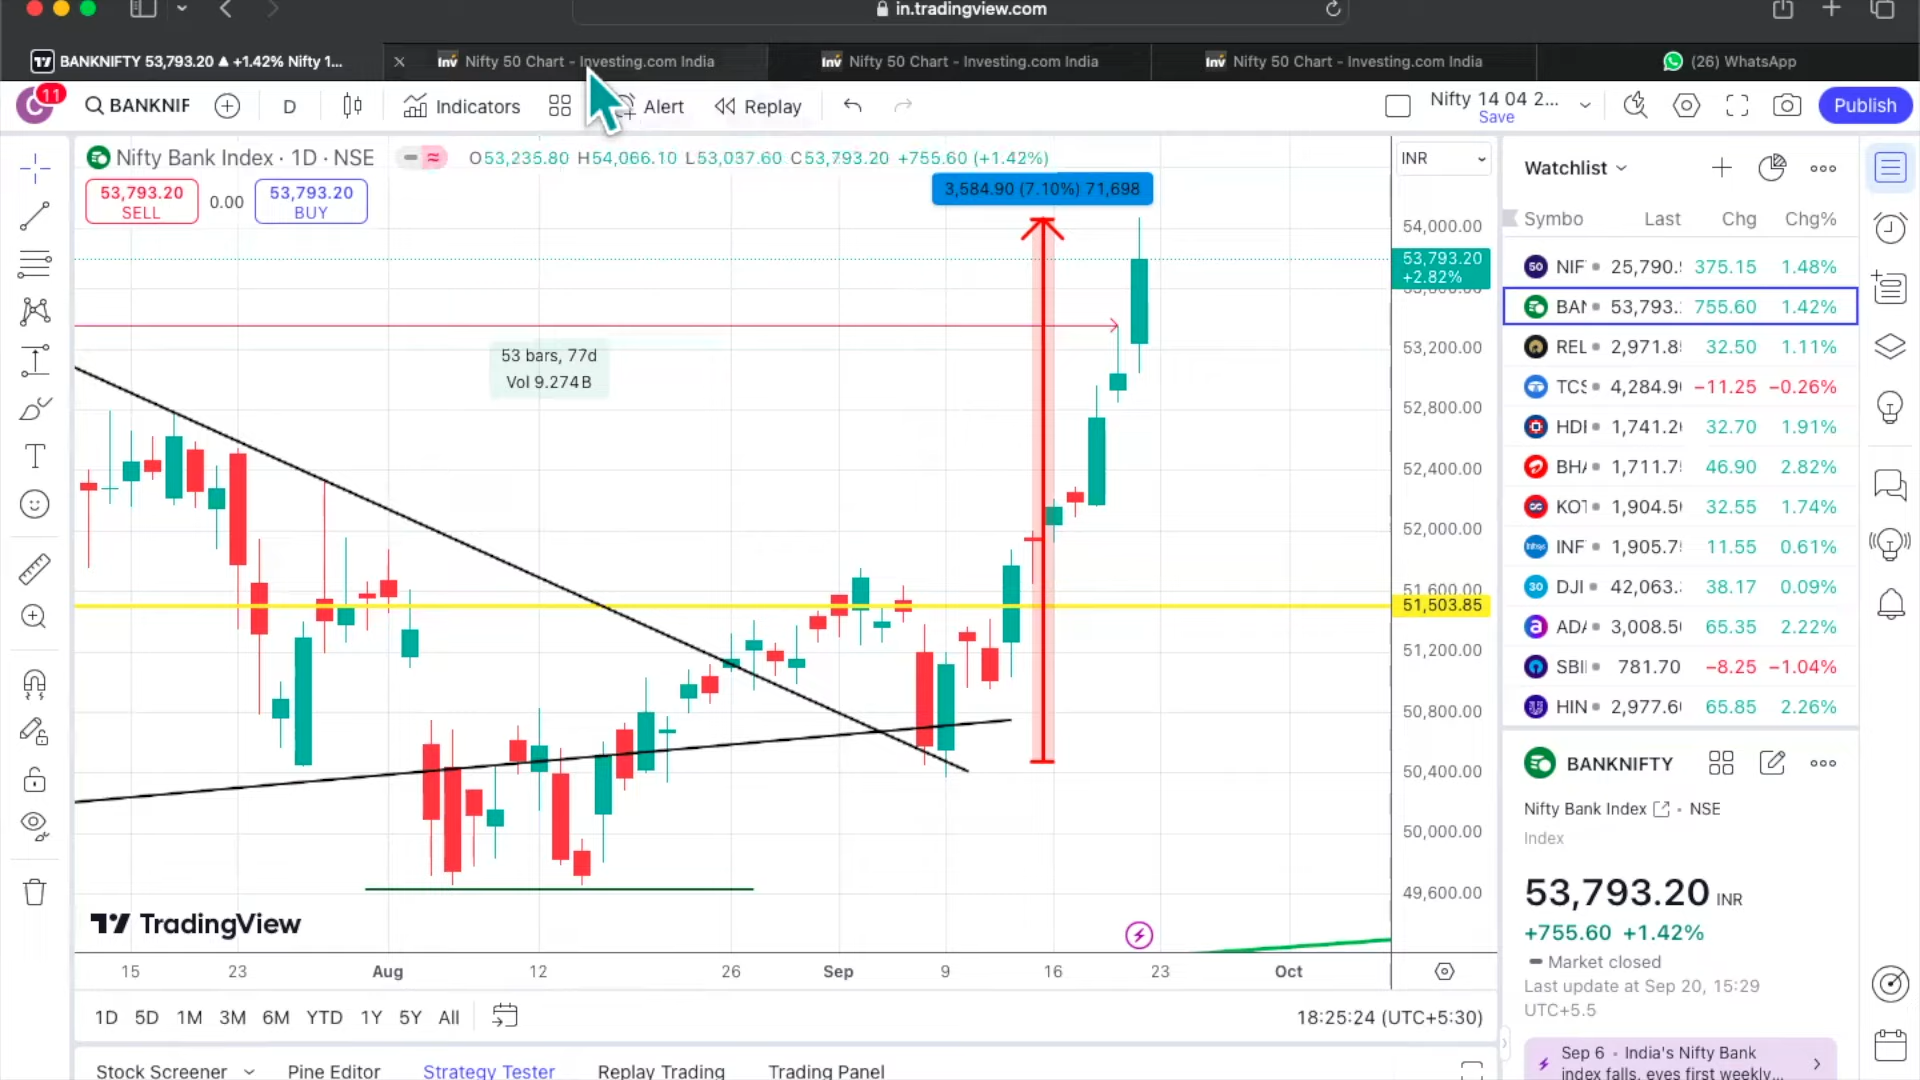 in.tradingview.com
BANKNIFTY 53,793.20 ▲ +1.42% Nifty 1...
Nifty 50 Chart - Investing.com India
Nifty 50 Chart - Investing.com India
Nifty 50 Chart - Investing.com India
(26) WhatsApp
11
BANKNIF
D
Indicators
Alert
Replay
Nifty 14 04 2...
Save
Publish
Nifty Bank Index · 1D · NSE
O53,235.80 H54,066.10 L53,037.60 C53,793.20 +755.60 (+1.42%)
INR
53,793.20
SELL
0.00
53,793.20
BUY
3,584.90 (7.10%) 71,698
53 bars, 77d
Vol 9.274B
54,000.00
53,793.20
+2.82%
53,200.00
52,800.00
52,400.00
52,000.00
51,600.00
51,503.85
51,200.00
50,800.00
50,400.00
50,000.00
49,600.00
TradingView
15 23 Aug 12 26 Sep 9 16 23 Oct
1D 5D 1M 3M 6M YTD 1Y 5Y All
18:25:24 (UTC+5:30)
Stock Screener Pine Editor Strategy Tester Replay Trading Trading Panel
Watchlist
Symbo Last Chg Chg%
NIF 25,790. 375.15 1.48%
BAN 53,793. 755.60 1.42%
REL 2,971.8 32.50 1.11%
TCS 4,284.9 −11.25 −0.26%
HDF 1,741.2 32.70 1.91%
BHA 1,711.7 46.90 2.82%
KOT 1,904.5 32.55 1.74%
INF 1,905.7 11.55 0.61%
DJI 42,063. 38.17 0.09%
ADA 3,008.5 65.35 2.22%
SBI 781.70 −8.25 −1.04%
HIN 2,977.6 65.85 2.26%
BANKNIFTY
Nifty Bank Index · NSE
Index
53,793.20 INR
+755.60 +1.42%
Market closed
Last update at Sep 20, 15:29
UTC+5.5
Sep 6 · India's Nifty Bank
index falls, eyes first weekly...